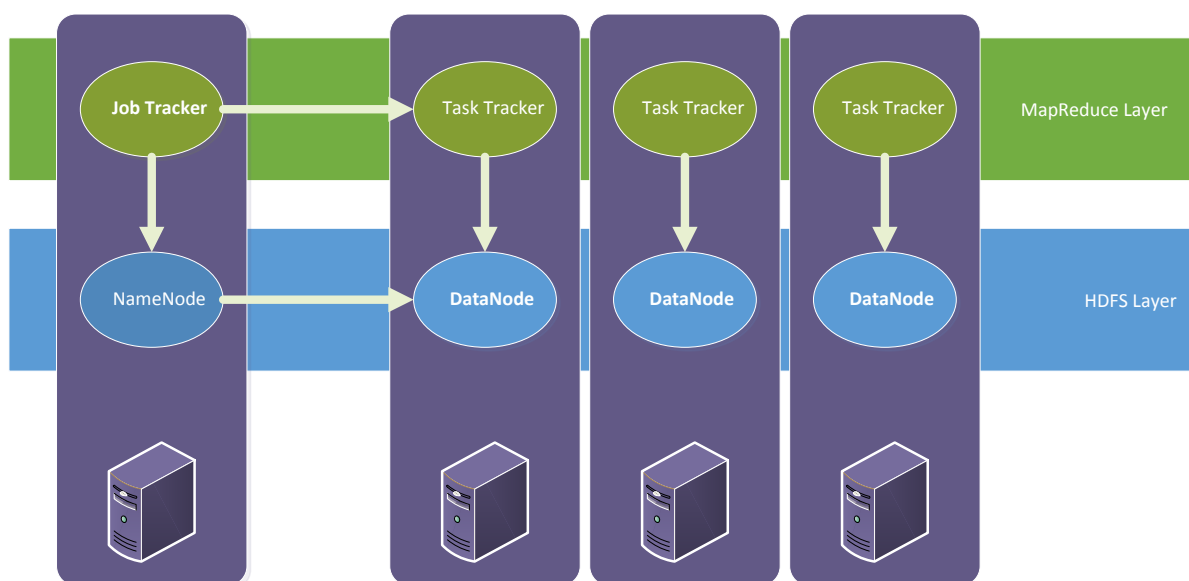 Job Tracker
Task Tracker
Task Tracker
Task Tracker
MapReduce Layer
NameNode
DataNode
DataNode
DataNode
HDFS Layer